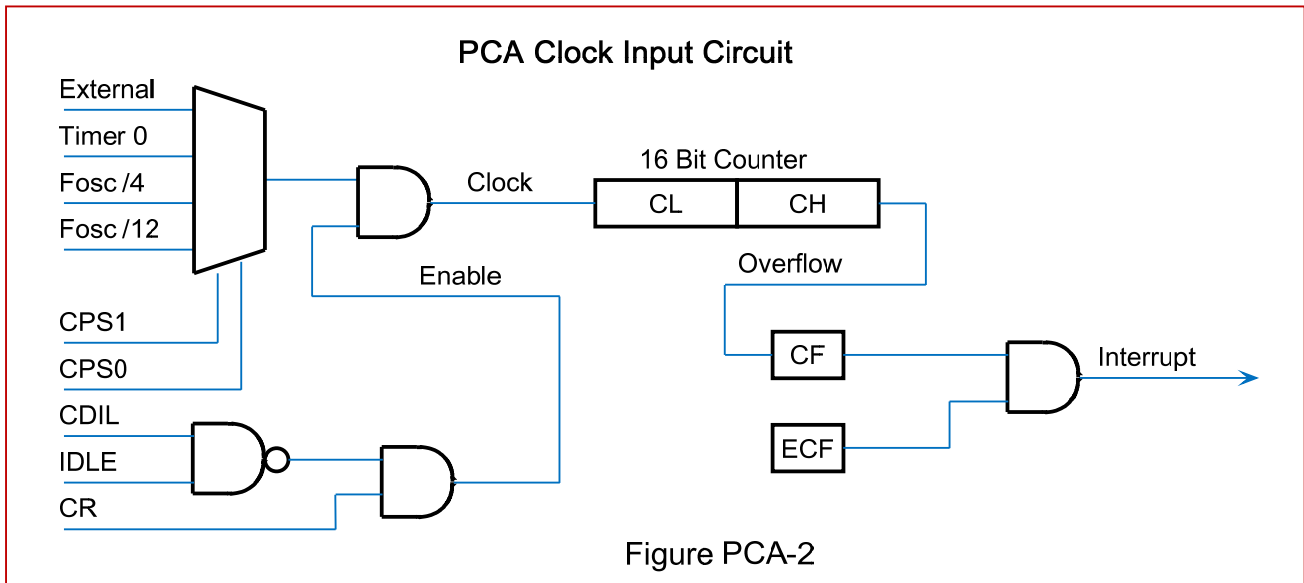 PCA Clock Input Circuit
External
Timer 0
Fosc /4
Fosc /12
16 Bit Counter
Clock
CL
CH
Overflow
Enable
CPS1
CPS0
CF
Interrupt
CDIL
IDLE
CR
ECF
Figure PCA-2